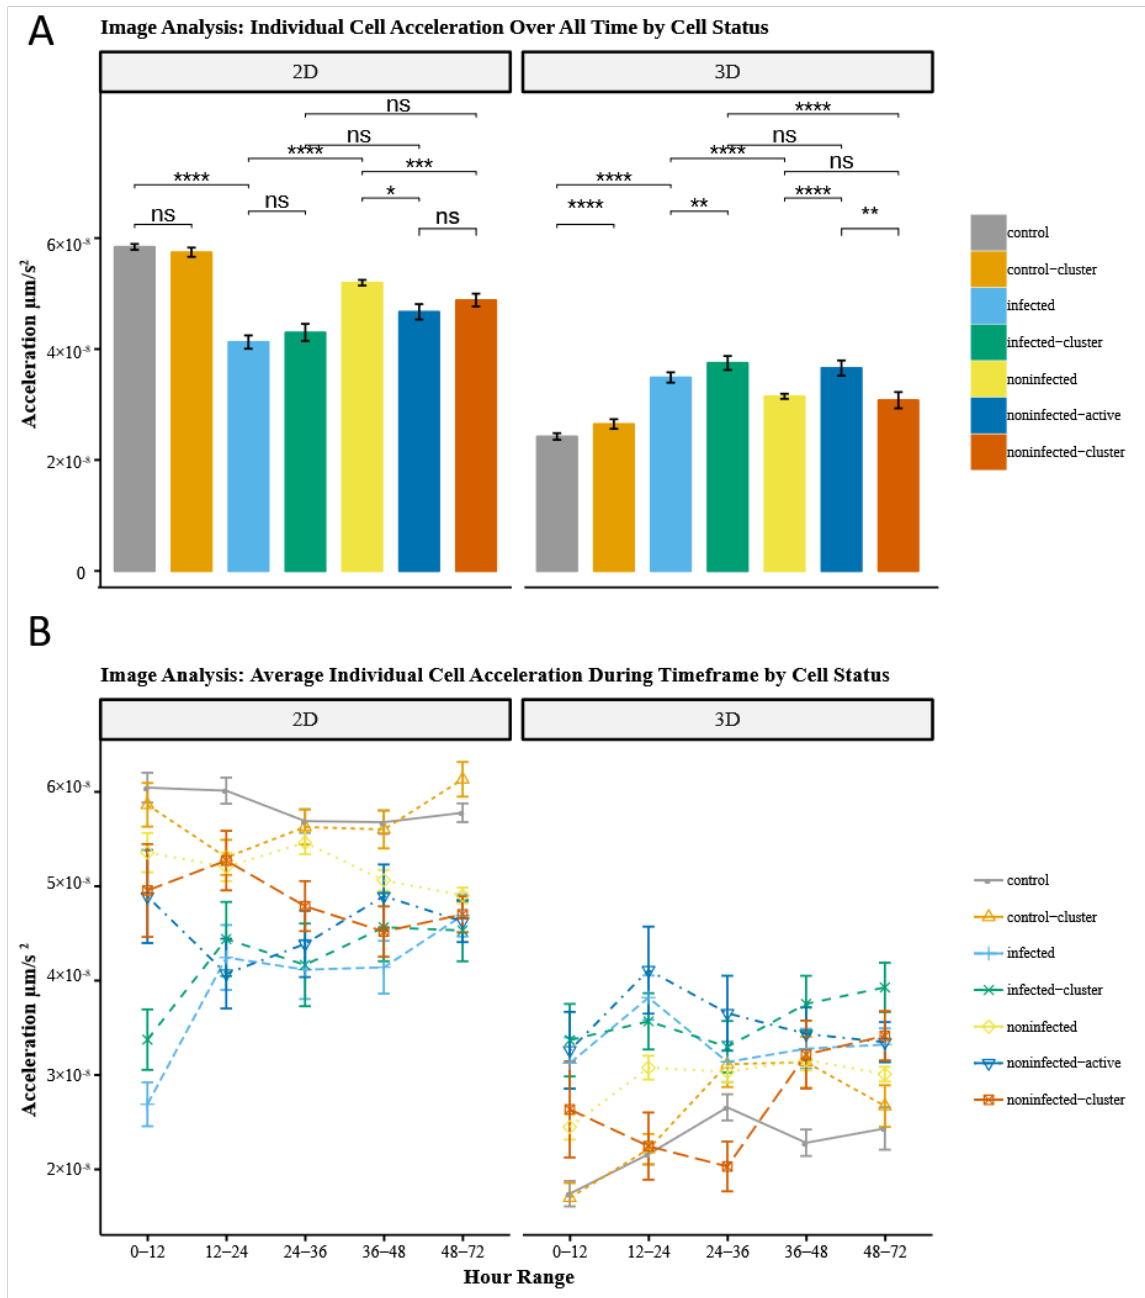 A
Image Analysis: Individual Cell Acceleration Over All Time by Cell Status
2D
3D
ns
****
ns
ns
****
****
***
ns
****
****
*
****
ns
ns
ns
****
**
**
Acceleration μm/s²
6×10⁻⁸
4×10⁻⁸
2×10⁻⁸
0
control
control−cluster
infected
infected−cluster
noninfected
noninfected−active
noninfected−cluster
B
Image Analysis: Average Individual Cell Acceleration During Timeframe by Cell Status
2D
3D
Acceleration μm/s ²
6×10⁻⁸
5×10⁻⁸
4×10⁻⁸
3×10⁻⁸
2×10⁻⁸
0−12
12−24
24−36
36−48
48−72
0−12
12−24
24−36
36−48
48−72
Hour Range
control
control−cluster
infected
infected−cluster
noninfected
noninfected−active
noninfected−cluster